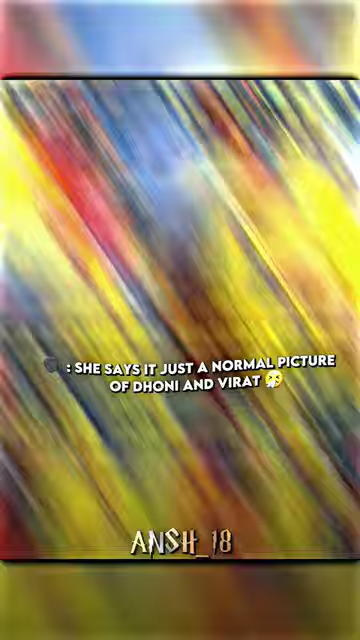 : SHE SAYS IT JUST A NORMAL PICTURE
OF DHONI AND VIRAT 🤧
ANSH_18